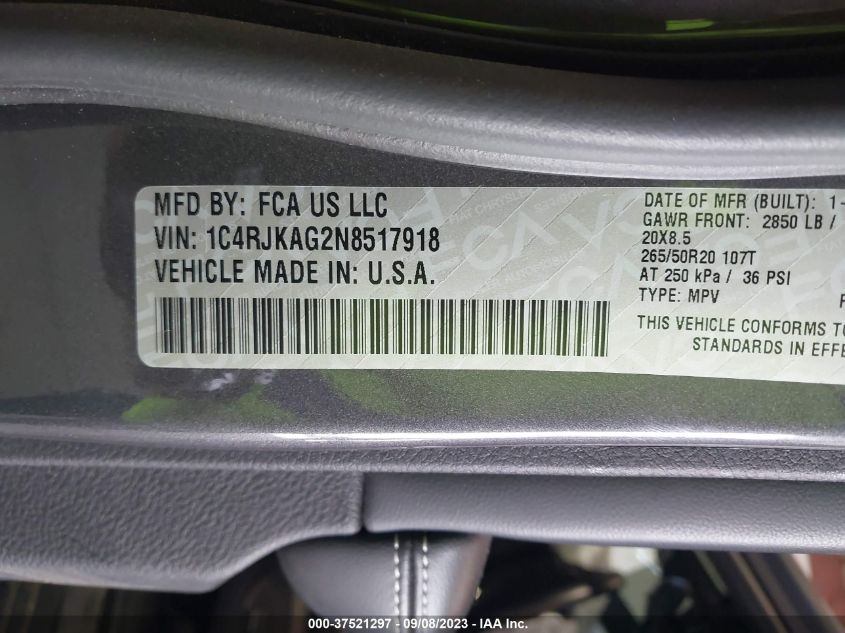 MFD BY: FCA US LLC
VIN: 1C4RJKAG2N8517918
VEHICLE MADE IN: U.S.A.
DATE OF MFR (BUILT): 1-
GAWR FRONT: 2850 LB /
20X8.5
265/50R20 107T
AT 250 kPa / 36 PSI
TYPE: MPV
THIS VEHICLE CONFORMS TO
STANDARDS IN EFFE
000-37521297 - 09/08/2023 - IAA Inc.